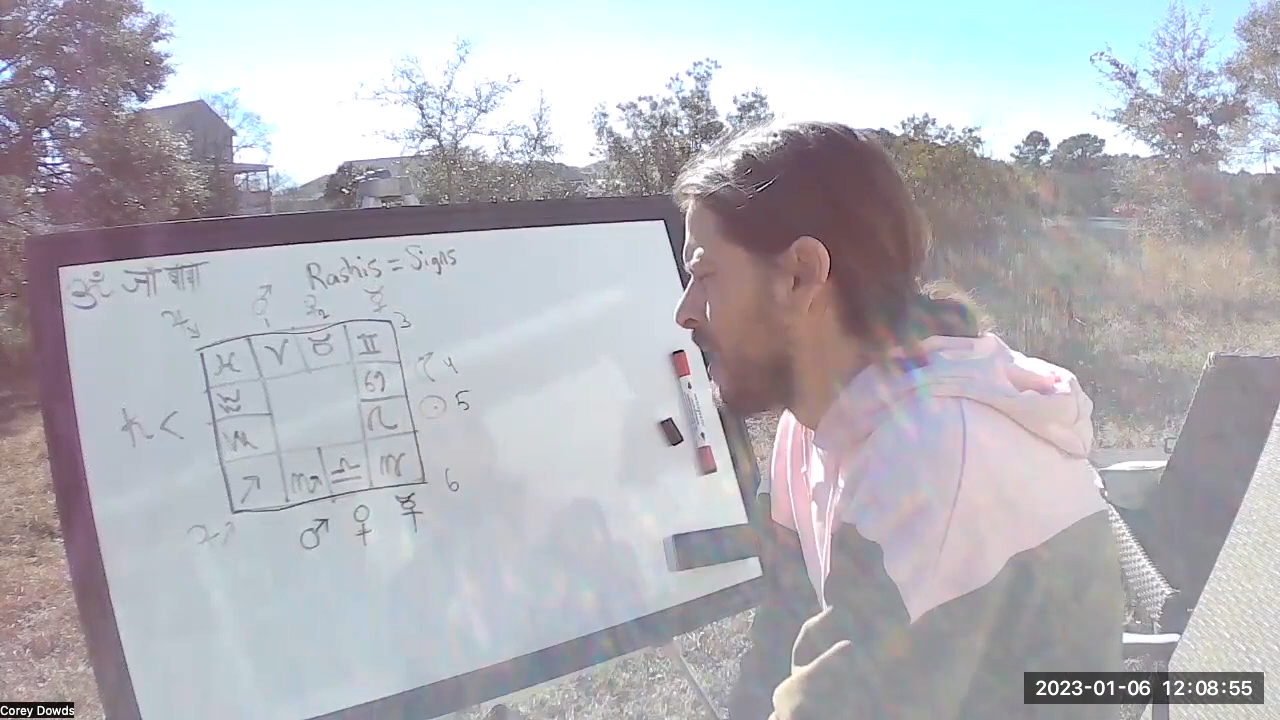 ॐ जी बाबा
Rashis = Signs
♃ ♂ ♀ ☿
1 2 3
♓ ♈ ♉ ♊
♋ 4
♌ ☉ 5
♐ ♏ ♎ ♍
6
♂ ♀ ☿
Corey Dowds
2023-01-06 12:08:55